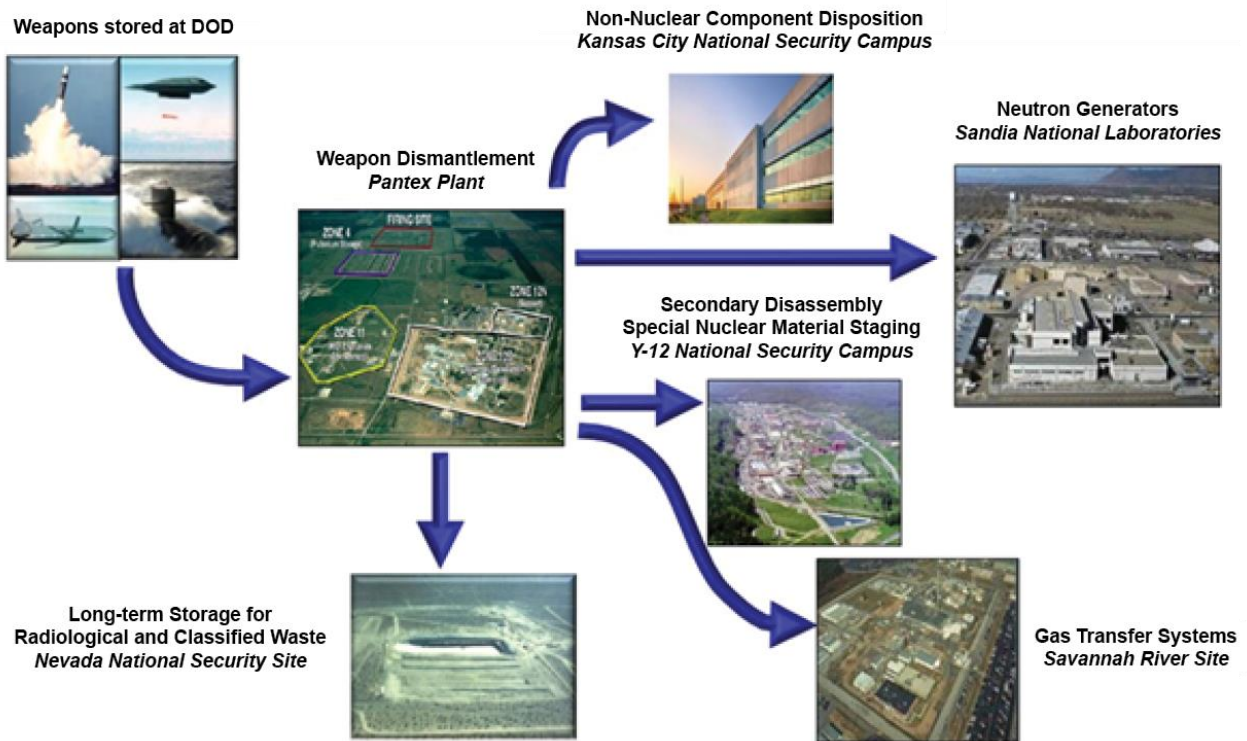 Weapons stored at DOD
Non-Nuclear Component Disposition
Kansas City National Security Campus
Neutron Generators
Sandia National Laboratories
Weapon Dismantlement
Pantex Plant
FIRING SITE
ZONE 4
ZONE 12N
ZONE 11
Secondary Disassembly
Special Nuclear Material Staging
Y-12 National Security Campus
Long-term Storage for
Radiological and Classified Waste
Nevada National Security Site
Gas Transfer Systems
Savannah River Site